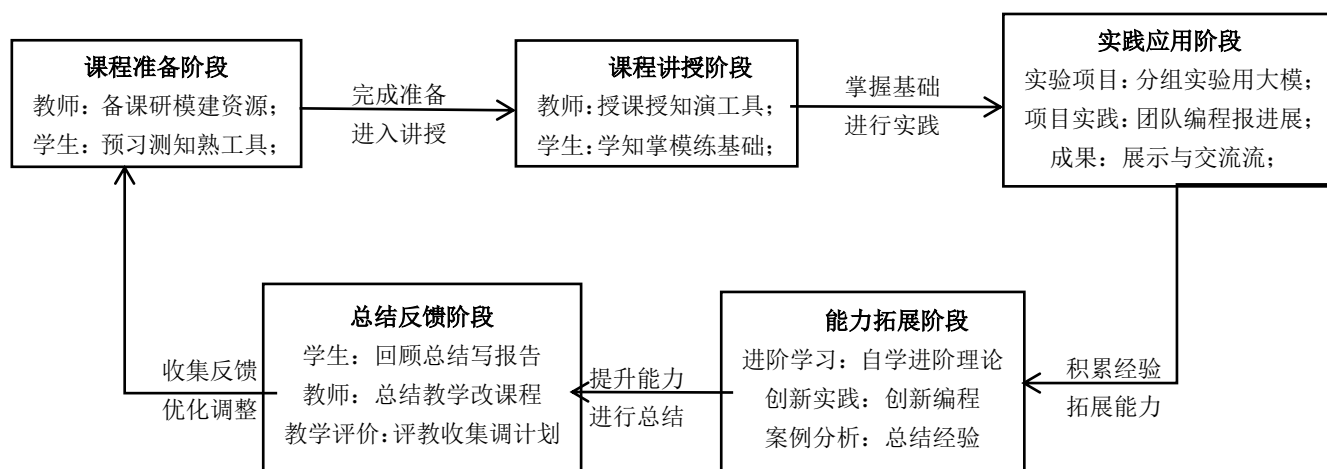 课程准备阶段
教师：备课研模建资源；
学生：预习测知熟工具；
完成准备
进入讲授
课程讲授阶段
教师：授课授知演工具；
学生：学知掌模练基础；
掌握基础
进行实践
实践应用阶段
实验项目：分组实验用大模；
项目实践：团队编程报进展；
成果：展示与交流流；
积累经验
拓展能力
能力拓展阶段
进阶学习：自学进阶理论
创新实践：创新编程
案例分析：总结经验
提升能力
进行总结
总结反馈阶段
学生：回顾总结写报告
教师：总结教学改课程
教学评价：评教收集调计划
收集反馈
优化调整